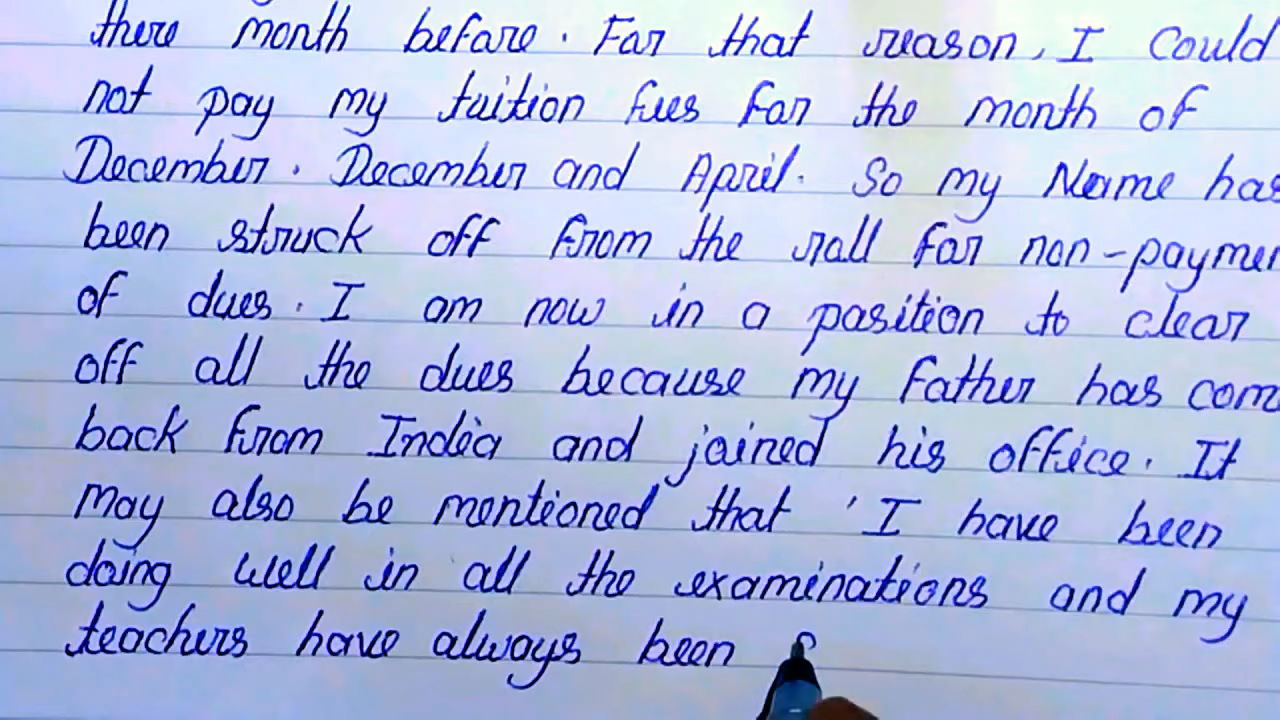 there month before. For that reason, I could
not pay my tuition fees for the month of
December. December and April. So my Name has
been struck off from the roll for non-paymen
of dues. I am now in a position to clear
off all the dues because my Father has com
back from India and joined his office. It
may also be mentioned that 'I have been
doing well in all the examinations and my
teachers have always been